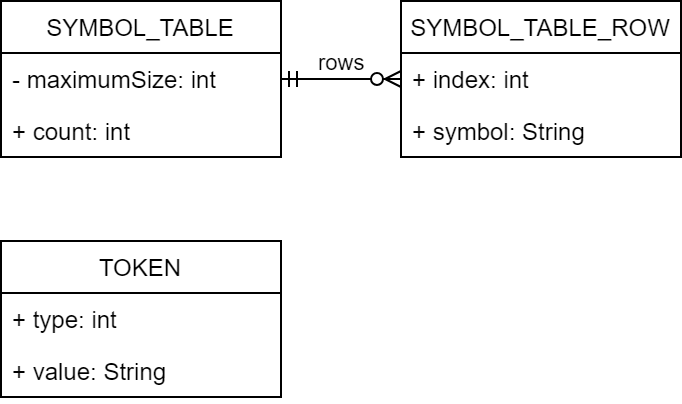 SYMBOL_TABLE
- maximumSize: int
+ count: int
rows
SYMBOL_TABLE_ROW
+ index: int
+ symbol: String
TOKEN
+ type: int
+ value: String